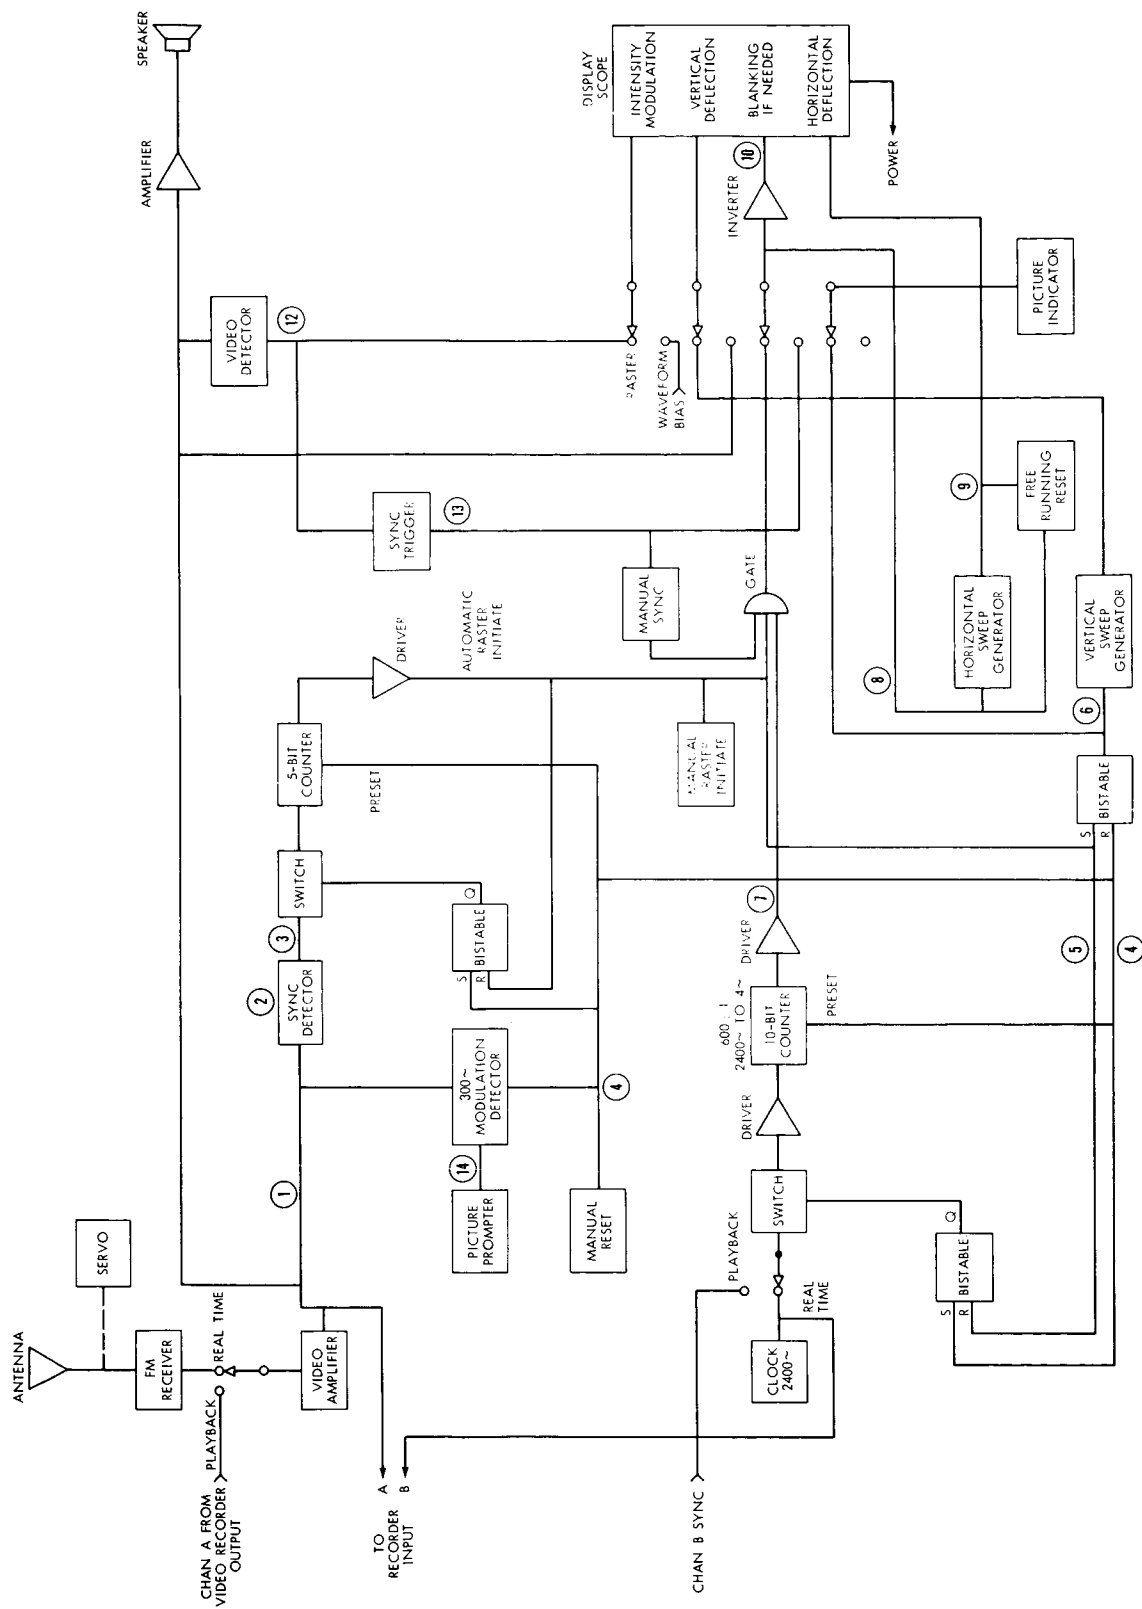 ANTENNA
SERVO
FM
RECEIVER
CHAN A FROM
VIDEO RECORDER
OUTPUT
PLAYBACK
REAL TIME
VIDEO
AMPLIFIER
A
B
TO
RECORDER
INPUT
1
2
SYNC
DETECTOR
3
SWITCH
5-BIT
COUNTER
PRESET
DRIVER
AUTOMATIC
RASTER
INITIATE
AMPLIFIER
SPEAKER
VIDEO
DETECTOR
12
SYNC
TRIGGER
13
MANUAL
SYNC
PICTURE
PROMPTER
14
300~
MODULATION
DETECTOR
S
R
BISTABLE
Q
MANUAL
RESET
4
MANUAL
RASTER
INITIATE
GATE
RASTER
WAVEFORM
BIAS
DISPLAY
SCOPE
INTENSITY
MODULATION
VERTICAL
DEFLECTION
BLANKING
IF NEEDED
HORIZONTAL
DEFLECTION
INVERTER
10
POWER
CHAN B SYNC
PLAYBACK
CLOCK
2400~
REAL
TIME
SWITCH
DRIVER
600 : 1
2400~ TO 4~
10-BIT
COUNTER
PRESET
DRIVER
7
8
HORIZONTAL
SWEEP
GENERATOR
9
FREE
RUNNING
RESET
PICTURE
INDICATOR
S
R
BISTABLE
Q
5
4
S
R
BISTABLE
6
VERTICAL
SWEEP
GENERATOR